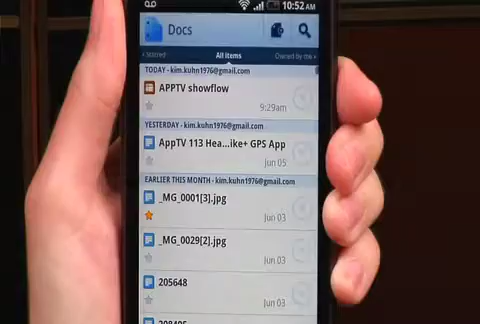 10:52 AM
Docs
‹ Starred All items Owned by me ›
TODAY - kim.kuhn1976@gmail.com
APPTV showflow
9:29am
YESTERDAY - kim.kuhn1976@gmail.com
AppTV 113 Hea...ike+ GPS App
Jun 05
EARLIER THIS MONTH - kim.kuhn1976@gmail.com
_MG_0001[3].jpg
Jun 03
_MG_0029[2].jpg
Jun 03
205648
Jun 03